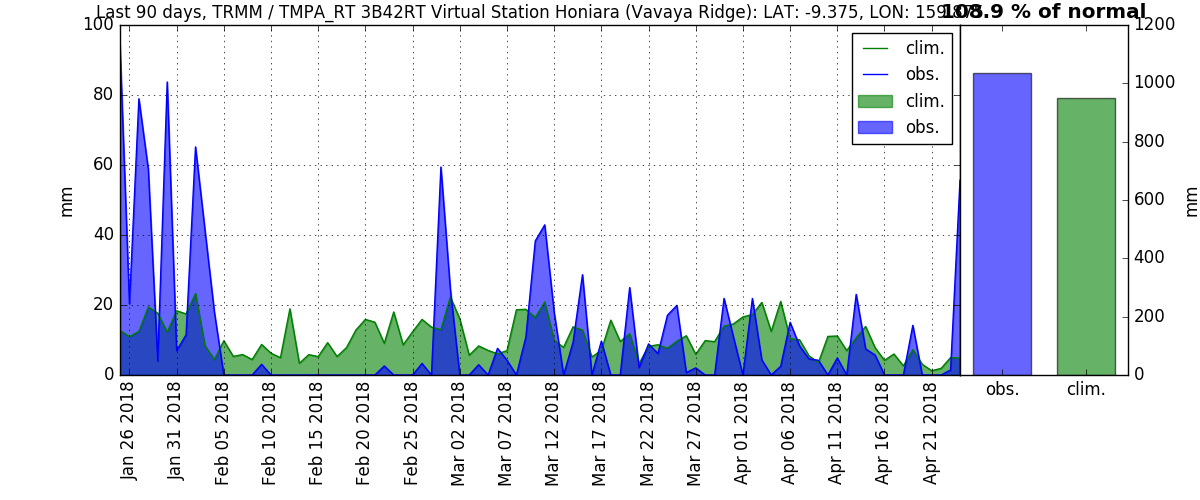 Last 90 days, TRMM / TMPA_RT 3B42RT Virtual Station Honiara (Vavaya Ridge): LAT: -9.375, LON:
108.9 % of normal
100
80
60
40
20
0
mm
clim.
obs.
clim.
obs.
Jan 26 2018
Jan 31 2018
Feb 05 2018
Feb 10 2018
Feb 15 2018
Feb 20 2018
Feb 25 2018
Mar 02 2018
Mar 07 2018
Mar 12 2018
Mar 17 2018
Mar 22 2018
Mar 27 2018
Apr 01 2018
Apr 06 2018
Apr 11 2018
Apr 16 2018
Apr 21 2018
1200
1000
800
600
400
200
0
mm
obs.
clim.